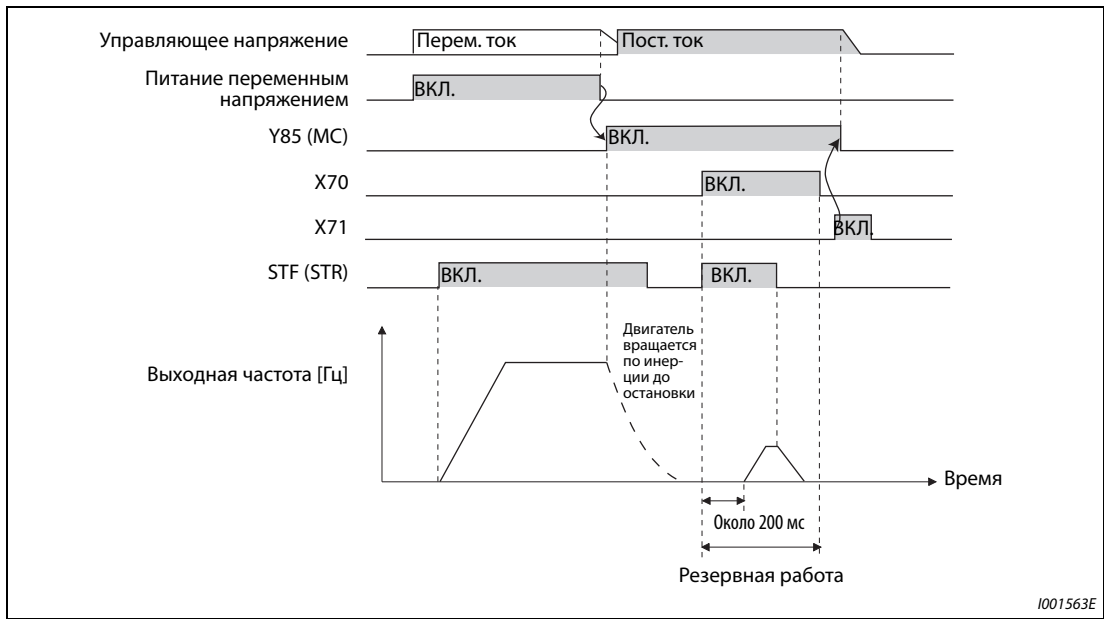 Управляющее напряжение
Перем. ток
Пост. ток
Питание переменным
напряжением
ВКЛ.
Y85 (MC)
ВКЛ.
X70
ВКЛ.
X71
ВКЛ.
STF (STR)
ВКЛ.
ВКЛ.
Двигатель
вращается
по инер-
ции до
остановки
Выходная частота [Гц]
Время
Около 200 мс
Резервная работа
I001563E